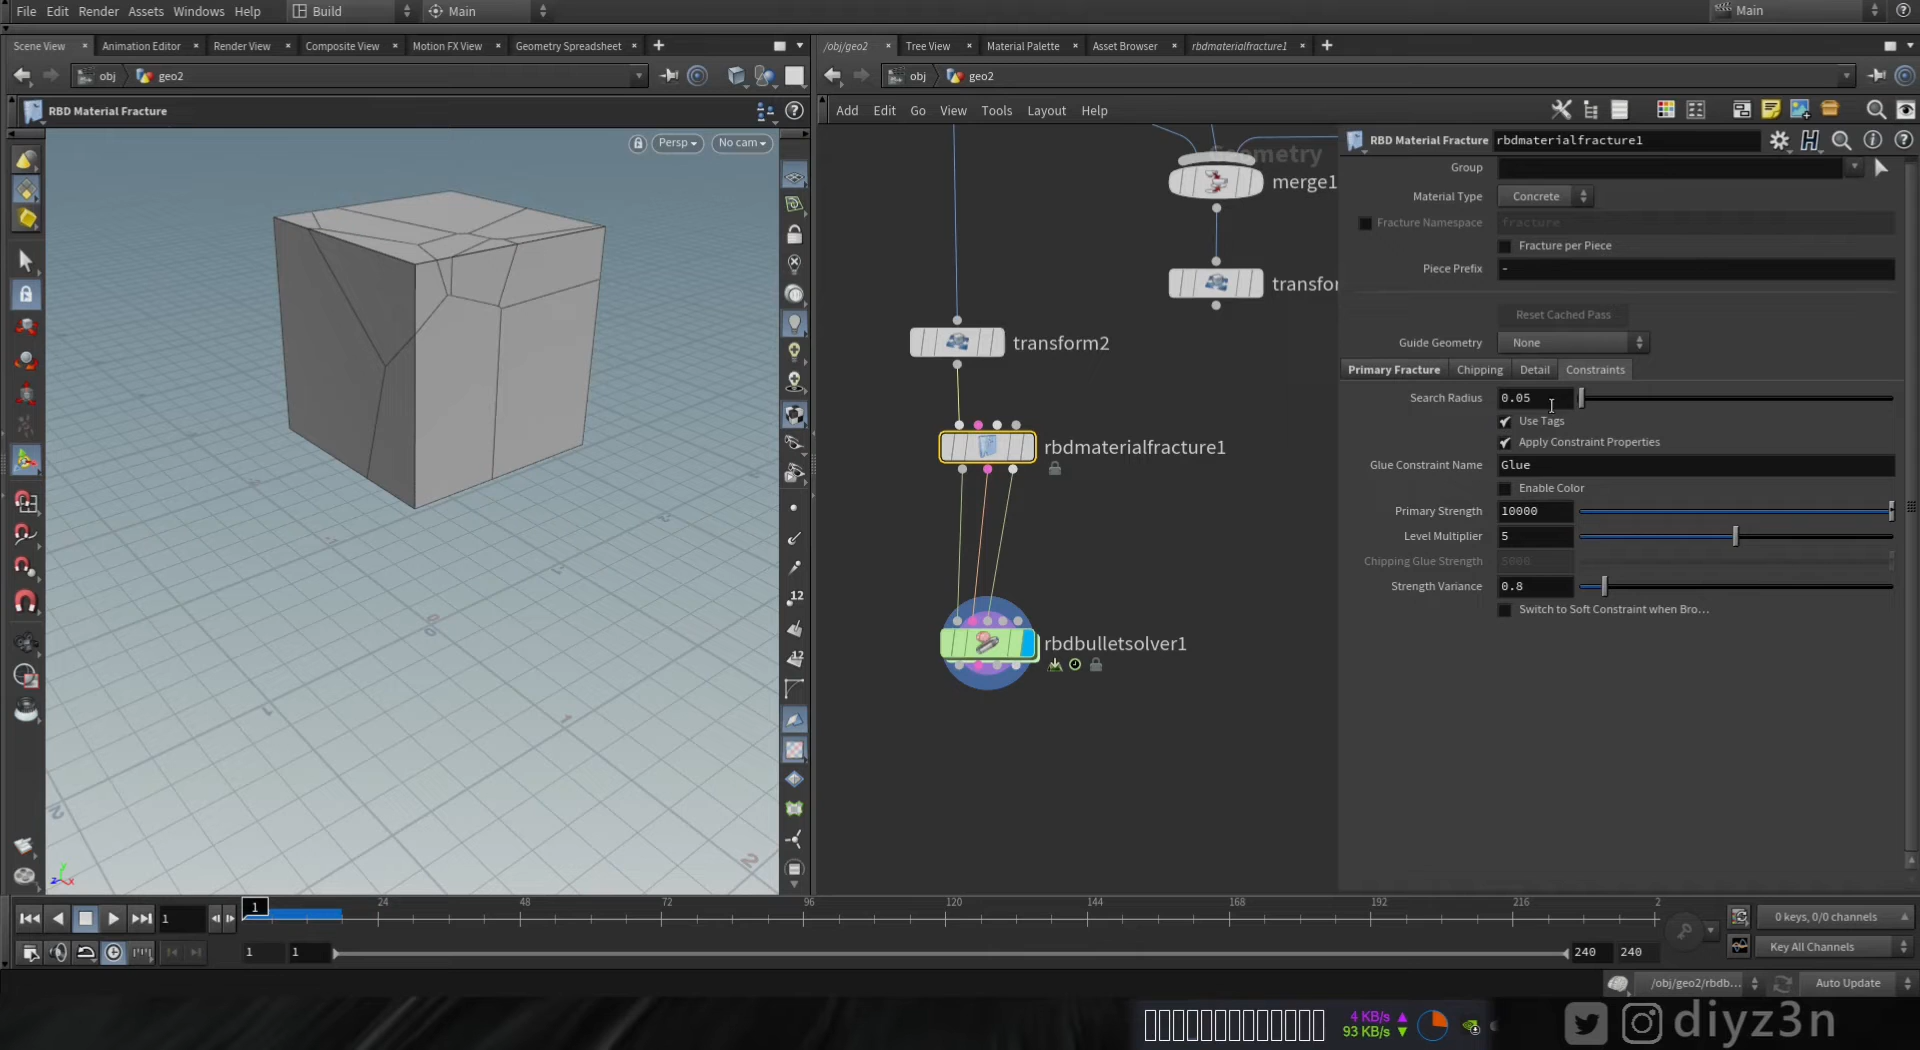 File Edit Render Assets Windows Help Build Main Main
Scene View Animation Editor Render View Composite View Motion FX View Geometry Spreadsheet
/obj/geo2 Tree View Material Palette Asset Browser rbdmaterialfracture1
obj geo2
obj geo2
RBD Material Fracture
Add Edit Go View Tools Layout Help
Persp No cam
RBD Material Fracture rbdmaterialfracture1
Geometry
merge1
transfor
transform2
rbdmaterialfracture1
rbdbulletsolver1
Group
Material Type Concrete
Fracture Namespace fracture
Fracture per Piece
Piece Prefix -
Reset Cached Pass
Guide Geometry None
Primary Fracture Chipping Detail Constraints
Search Radius 0.05
Use Tags
Apply Constraint Properties
Glue Constraint Name Glue
Enable Color
Primary Strength 10000
Level Multiplier 5
Chipping Glue Strength 5000
Strength Variance 0.8
Switch to Soft Constraint when Bro...
12
12
1 1 24 48 72 96 120 144 168 192 216 2
0 keys, 0/0 channels
1 1 240 240 Key All Channels
/obj/geo2/rbdb... Auto Update
4 KB/s
93 KB/s
diyz3n